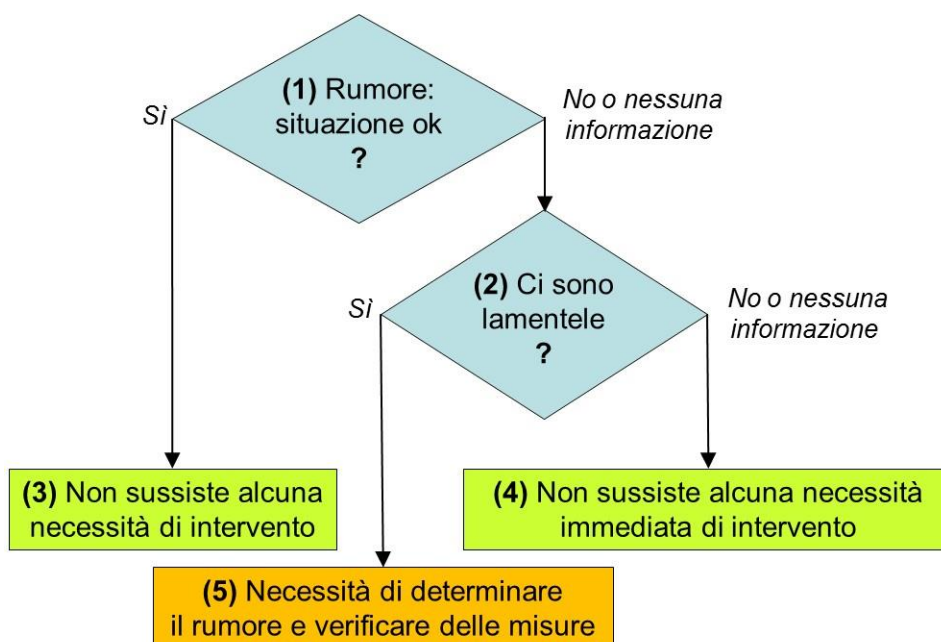 (1) Rumore:
situazione ok
?
Sì
No o nessuna
informazione
(2) Ci sono
lamentele
?
Sì
No o nessuna
informazione
(3) Non sussiste alcuna
necessità di intervento
(4) Non sussiste alcuna necessità
immediata di intervento
(5) Necessità di determinare
il rumore e verificare delle misure